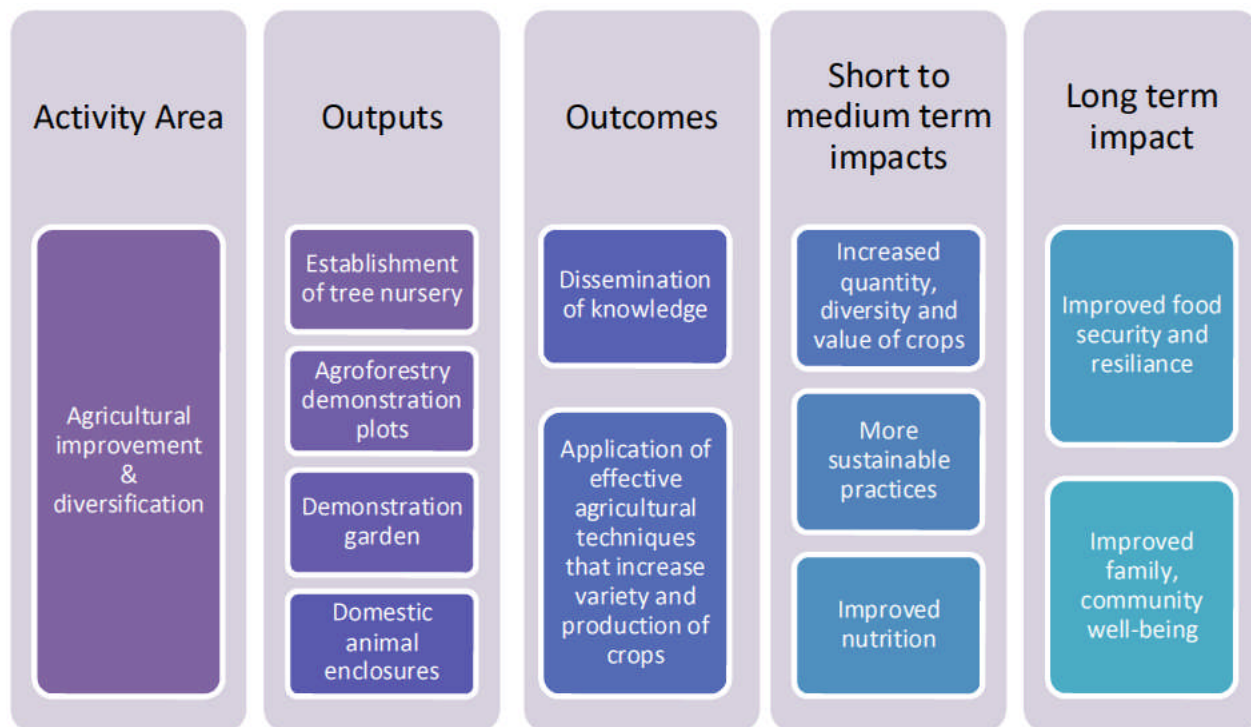 Activity Area
Agricultural
improvement
&
diversification
Outputs
Establishment
of tree nursery
Agroforestry
demonstration
plots
Demonstration
garden
Domestic
animal
enclosures
Outcomes
Dissemination
of knowledge
Application of
effective
agricultural
techniques
that increase
variety and
production of
crops
Short to
medium term
impacts
Increased
quantity,
diversity and
value of crops
More
sustainable
practices
Improved
nutrition
Long term
impact
Improved food
security and
resiliance
Improved
family,
community
well-being